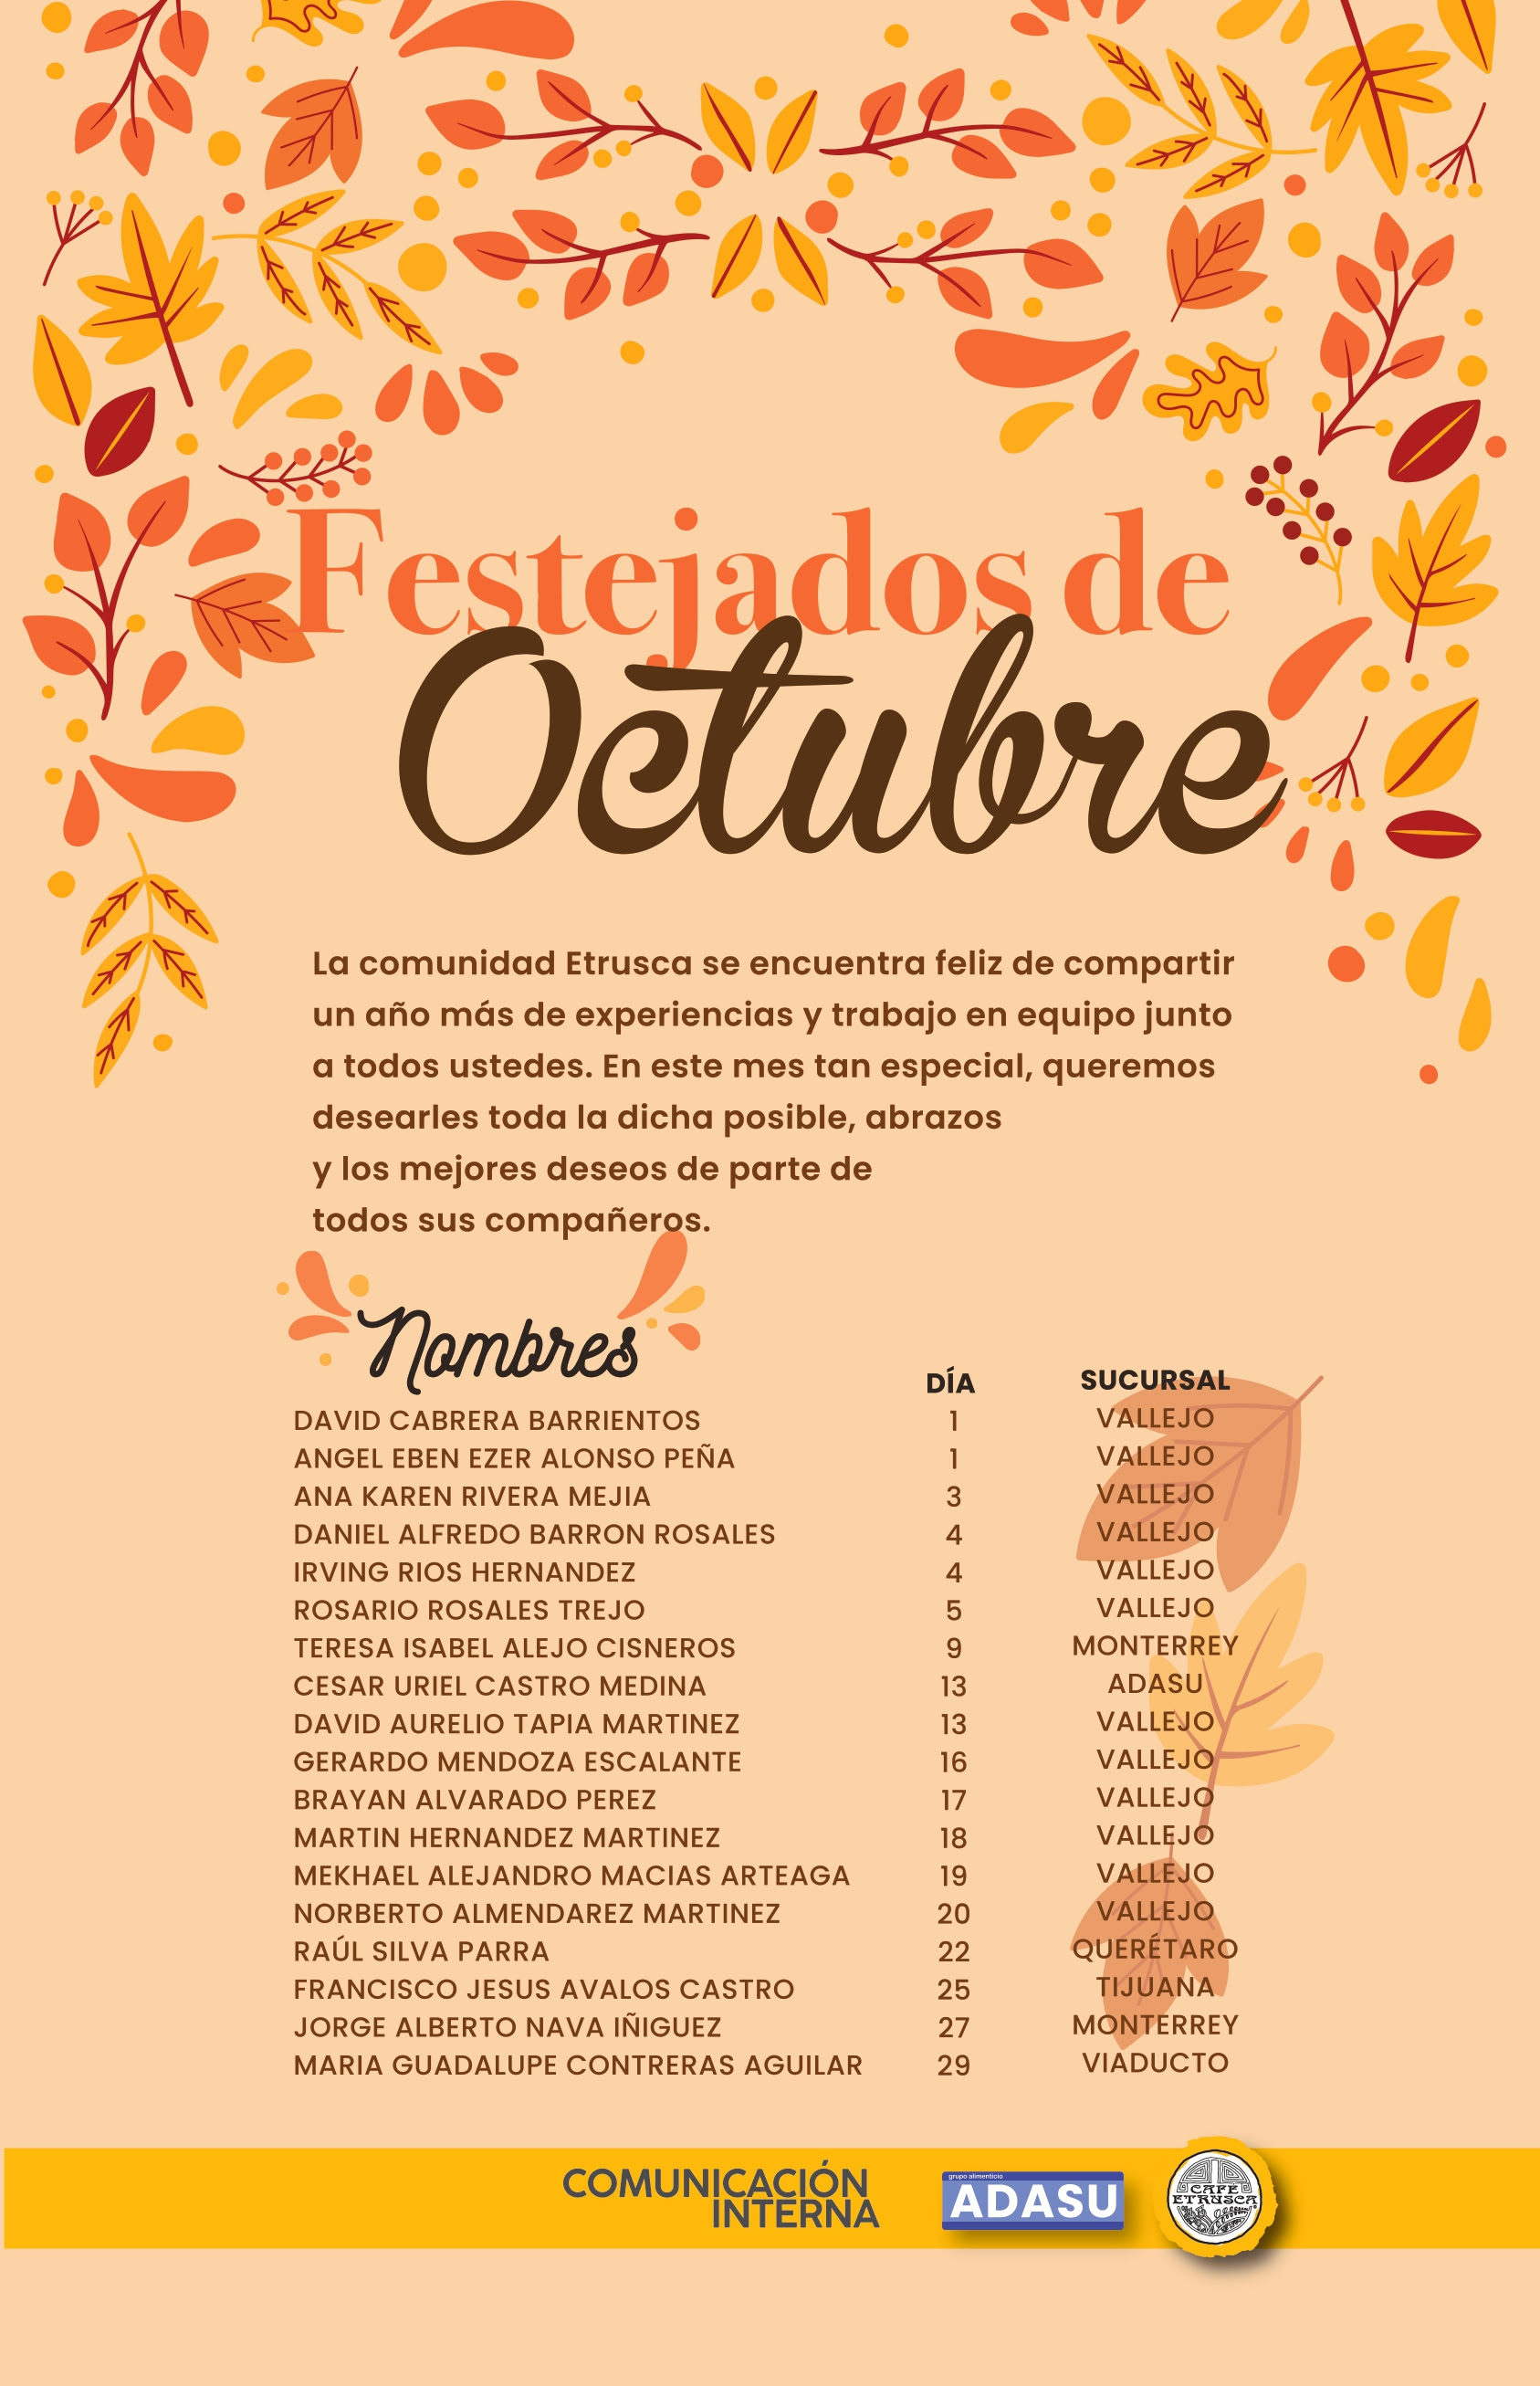 Festejados de
Octubre
La comunidad Etrusca se encuentra feliz de compartir
un año más de experiencias y trabajo en equipo junto
a todos ustedes. En este mes tan especial, queremos
desearles toda la dicha posible, abrazos
y los mejores deseos de parte de
todos sus compañeros.
Nombres DÍA SUCURSAL
DAVID CABRERA BARRIENTOS 1 VALLEJO
ANGEL EBEN EZER ALONSO PEÑA 1 VALLEJO
ANA KAREN RIVERA MEJIA 3 VALLEJO
DANIEL ALFREDO BARRON ROSALES 4 VALLEJO
IRVING RIOS HERNANDEZ 4 VALLEJO
ROSARIO ROSALES TREJO 5 VALLEJO
TERESA ISABEL ALEJO CISNEROS 9 MONTERREY
CESAR URIEL CASTRO MEDINA 13 ADASU
DAVID AURELIO TAPIA MARTINEZ 13 VALLEJO
GERARDO MENDOZA ESCALANTE 16 VALLEJO
BRAYAN ALVARADO PEREZ 17 VALLEJO
MARTIN HERNANDEZ MARTINEZ 18 VALLEJO
MEKHAEL ALEJANDRO MACIAS ARTEAGA 19 VALLEJO
NORBERTO ALMENDAREZ MARTINEZ 20 VALLEJO
RAÚL SILVA PARRA 22 QUERÉTARO
FRANCISCO JESUS AVALOS CASTRO 25 TIJUANA
JORGE ALBERTO NAVA IÑIGUEZ 27 MONTERREY
MARIA GUADALUPE CONTRERAS AGUILAR 29 VIADUCTO
COMUNICACIÓN
INTERNA
grupo alimenticio
ADASU
CAFÉ
ETRUSCA